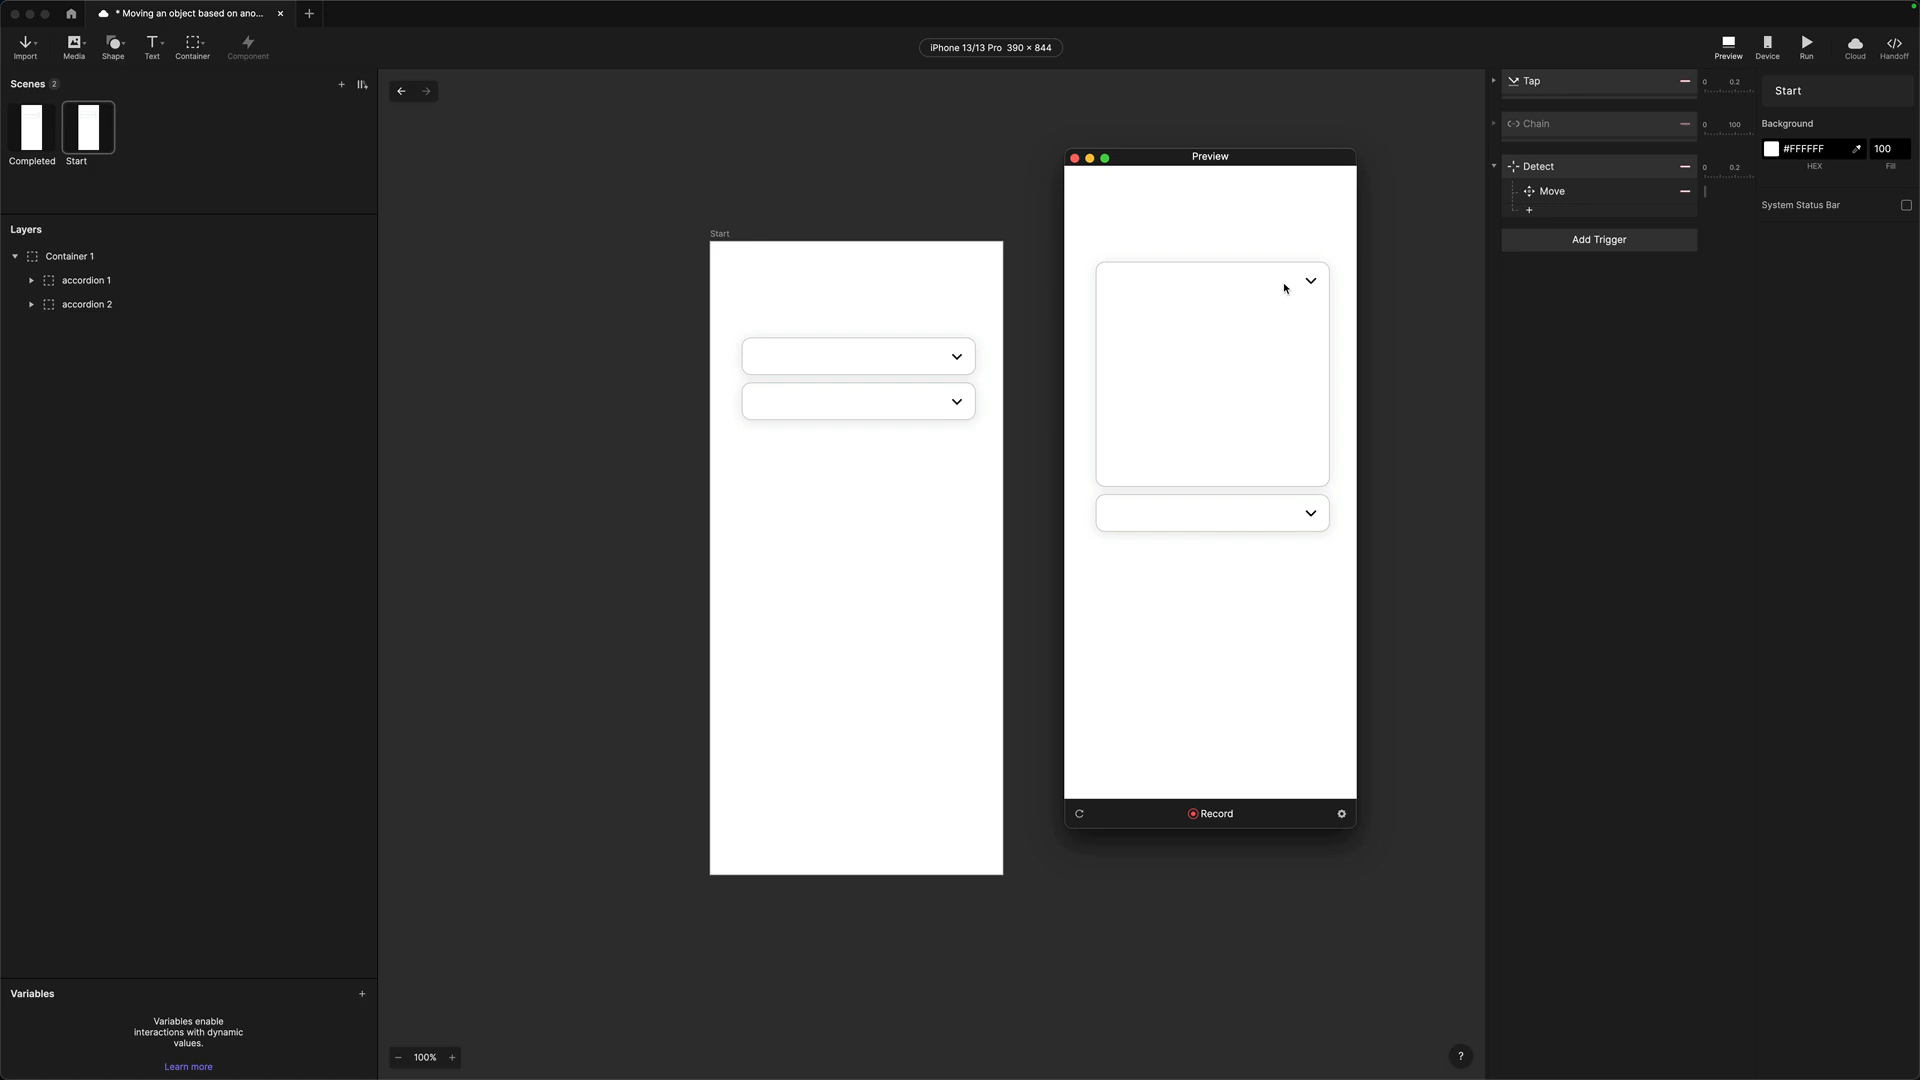 * Moving an object based on ano...
Import
Media
Shape
Text
Container
Component
iPhone 13/13 Pro 390 × 844
Preview
Device
Run
Cloud
Handoff
Scenes 2
Completed
Start
Layers
Container 1
accordion 1
accordion 2
Start
Preview
Record
Tap
0 0.2
Chain
0 100
Detect
0 0.2
Move
Add Trigger
Start
Background
#FFFFFF
100
HEX
Fill
System Status Bar
Variables
Variables enable
interactions with dynamic
values.
Learn more
100%
?